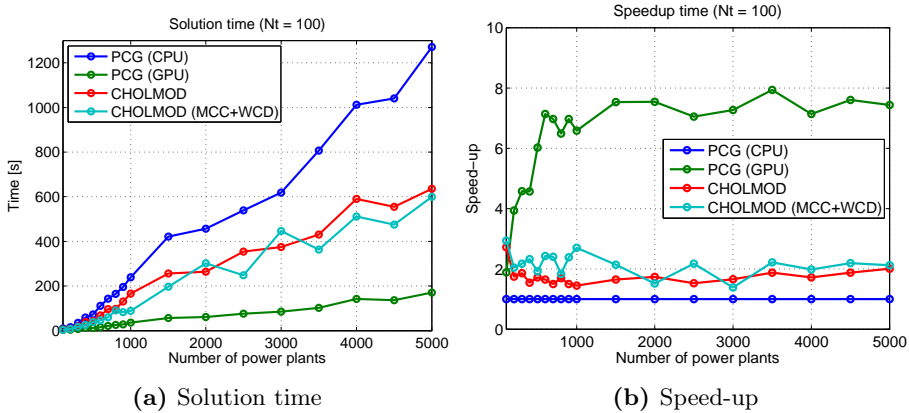 Solution time (Nt = 100)
PCG (CPU)
PCG (GPU)
CHOLMOD
CHOLMOD (MCC+WCD)
Time [s]
0
200
400
600
800
1000
1200
1000
2000
3000
4000
5000
Number of power plants
(a) Solution time
Speedup time (Nt = 100)
PCG (CPU)
PCG (GPU)
CHOLMOD
CHOLMOD (MCC+WCD)
Speed-up
0
2
4
6
8
10
1000
2000
3000
4000
5000
Number of power plants
(b) Speed-up